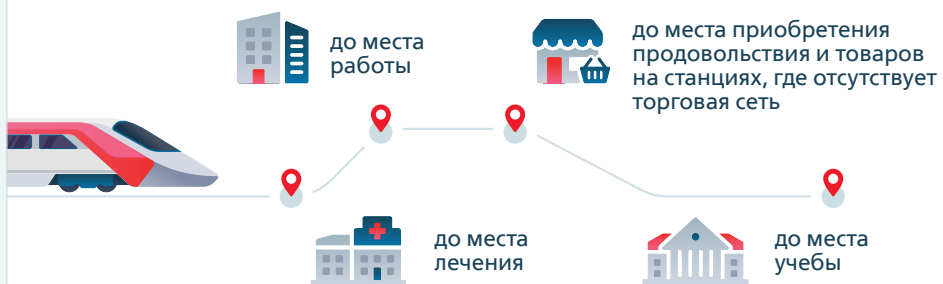 до места
работы
до места приобретения
продовольствия и товаров
на станциях, где отсутствует
торговая сеть
до места
лечения
до места
учебы